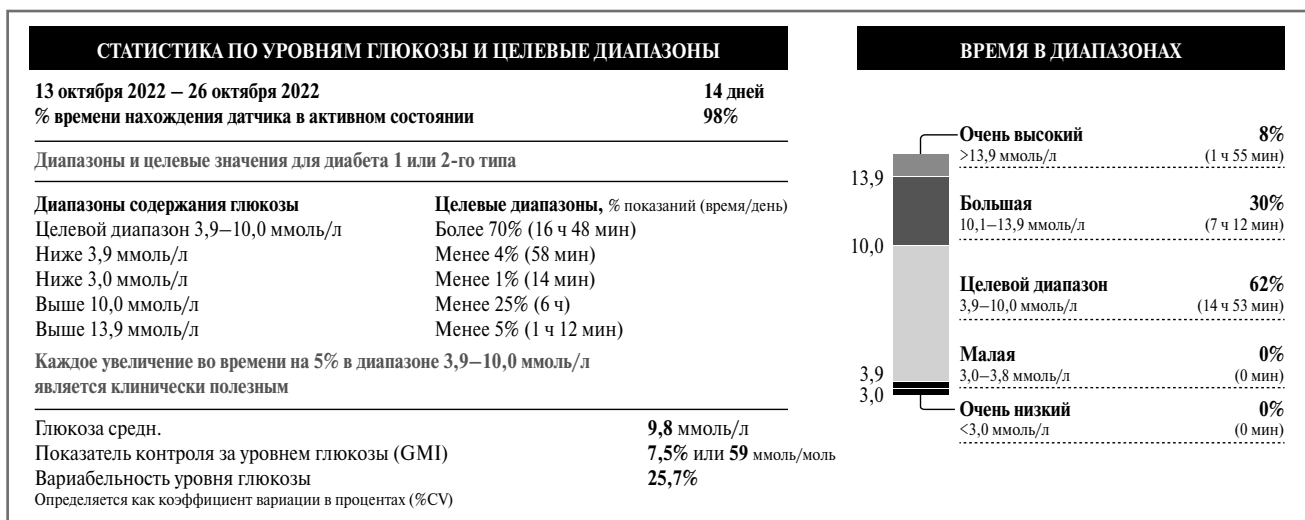 СТАТИСТИКА ПО УРОВНЯМ ГЛЮКОЗЫ И ЦЕЛЕВЫЕ ДИАПАЗОНЫ
13 октября 2022 – 26 октября 2022 14 дней
% времени нахождения датчика в активном состоянии 98%
Диапазоны и целевые значения для диабета 1 или 2-го типа
Диапазоны содержания глюкозы Целевые диапазоны, % показаний (время/день)
Целевой диапазон 3,9–10,0 ммоль/л Более 70% (16 ч 48 мин)
Ниже 3,9 ммоль/л Менее 4% (58 мин)
Ниже 3,0 ммоль/л Менее 1% (14 мин)
Выше 10,0 ммоль/л Менее 25% (6 ч)
Выше 13,9 ммоль/л Менее 5% (1 ч 12 мин)
Каждое увеличение во времени на 5% в диапазоне 3,9–10,0 ммоль/л
является клинически полезным
Глюкоза средн. 9,8 ммоль/л
Показатель контроля за уровнем глюкозы (GMI) 7,5% или 59 ммоль/моль
Вариабельность уровня глюкозы 25,7%
Определяется как коэффициент вариации в процентах (%CV)
ВРЕМЯ В ДИАПАЗОНАХ
Очень высокий 8%
>13,9 ммоль/л (1 ч 55 мин)
13,9
Большая 30%
10,1–13,9 ммоль/л (7 ч 12 мин)
10,0
Целевой диапазон 62%
3,9–10,0 ммоль/л (14 ч 53 мин)
Малая 0%
3,9
3,0–3,8 ммоль/л (0 мин)
3,0
Очень низкий 0%
<3,0 ммоль/л (0 мин)